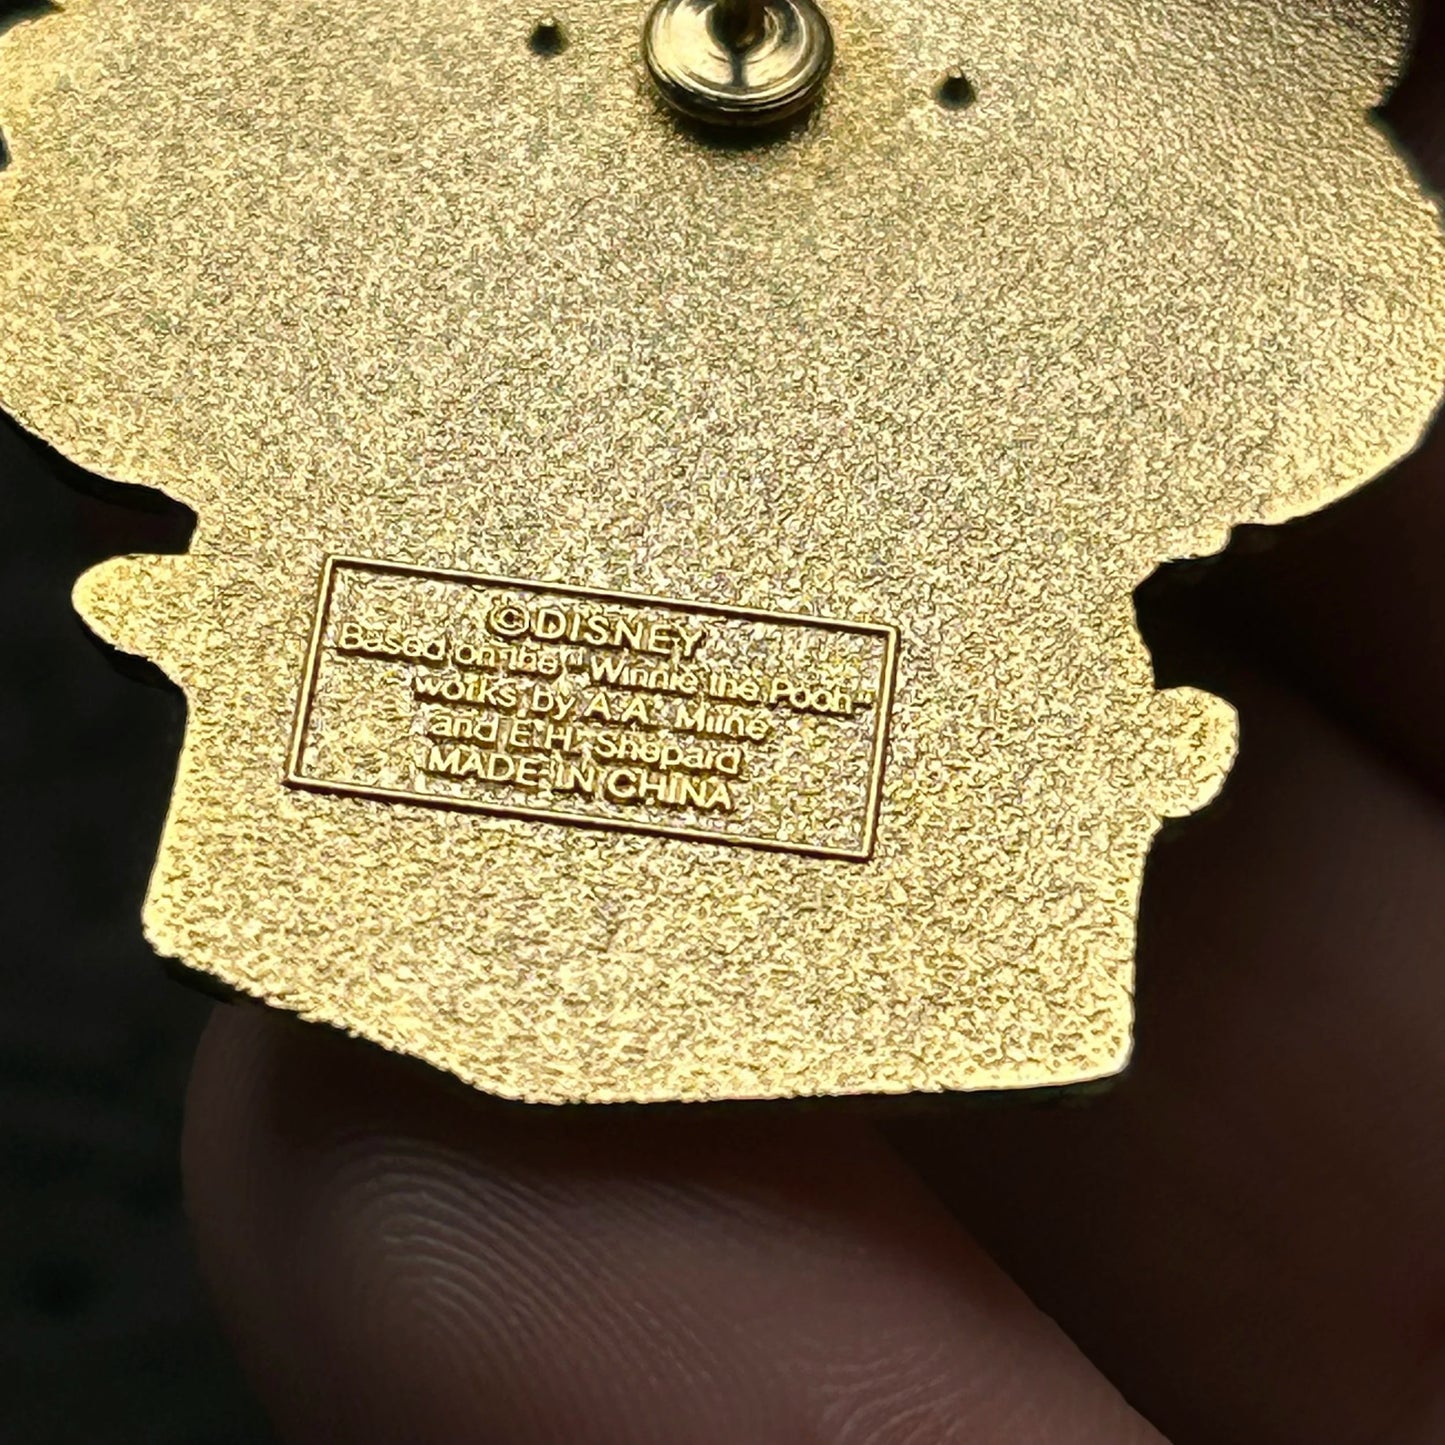 ©DISNEY
Based on the "Winnie the Pooh"
works by A.A. Milne
and E.H. Shepard
MADE IN CHINA